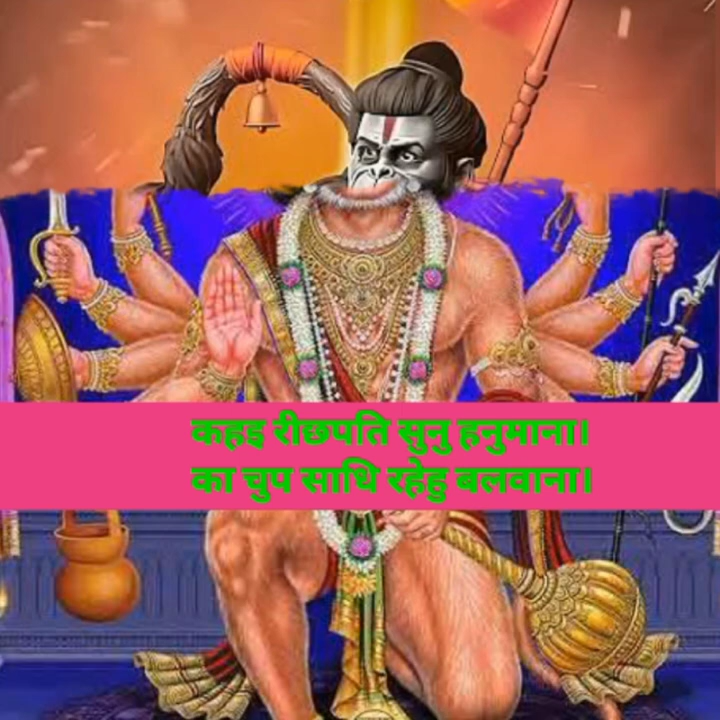 कहइ रीछपति सुनु हनुमाना।
का चुप साधि रहेहु बलवाना।